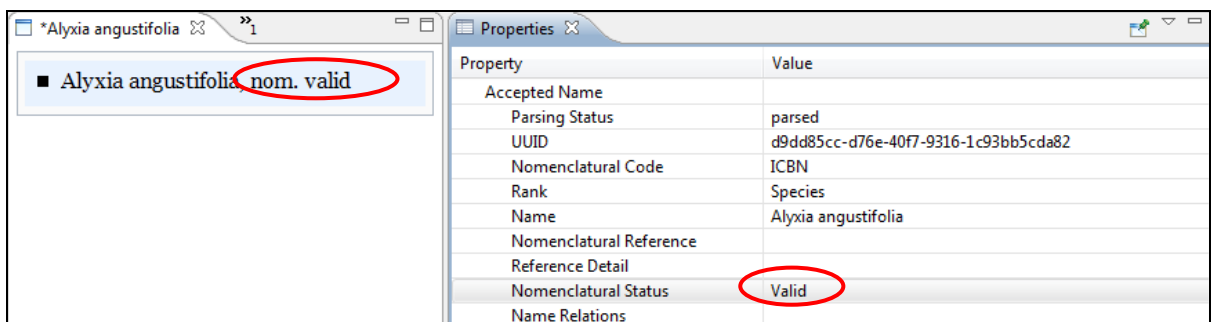 *Alyxia angustifolia »1
■ Alyxia angustifolia, nom. valid
Properties
Property Value
Accepted Name
Parsing Status parsed
UUID d9dd85cc-d76e-40f7-9316-1c93bb5cda82
Nomenclatural Code ICBN
Rank Species
Name Alyxia angustifolia
Nomenclatural Reference
Reference Detail
Nomenclatural Status Valid
Name Relations